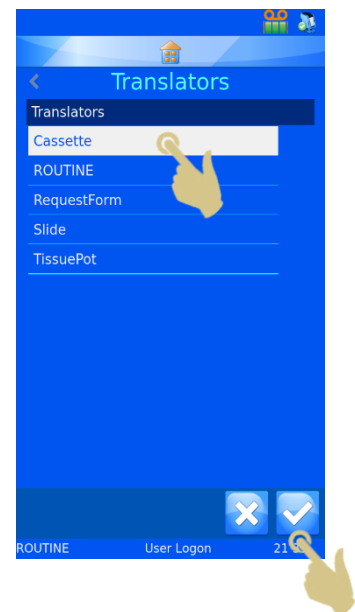 Translators
Translators
Cassette
ROUTINE
RequestForm
Slide
TissuePot
ROUTINE User Logon